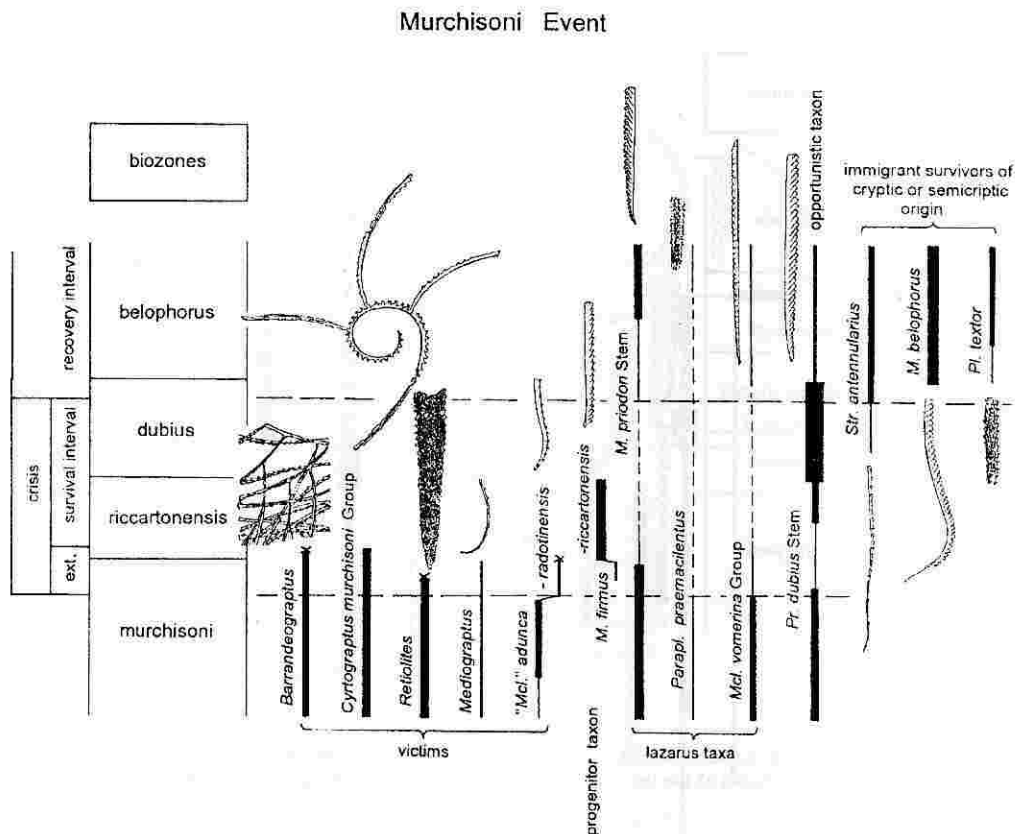 Murchisoni Event
biozones
opportunistic taxon
immigrant survivors of
cryptic or semicriptic
origin
recovery interval
belophorus
crisis
survival interval
dubius
riccartonensis
ext.
murchisoni
Barrandeograptus
Cyrtograptus murchisoni Group
Retiolites
Mediograptus
"Mcl." adunca
- radotinensis
M. firmus
-riccartonensis
M. priodon Stem
Parapl. praemacilentus
Mcl. vomerina Group
Pr. dubius Stem
Str. antennularius
M. belophorus
Pl. textor
victims
progenitor taxon
lazarus taxa